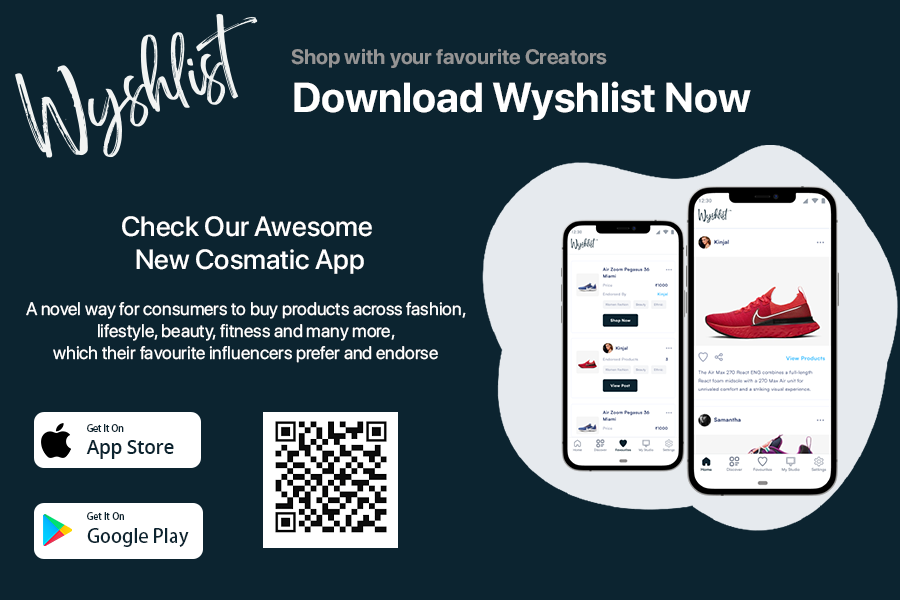 Wyshlist
Shop with your favourite Creators
Download Wyshlist Now
Check Our Awesome
New Cosmatic App
A novel way for consumers to buy products across fashion,
lifestyle, beauty, fitness and many more,
which their favourite influencers prefer and endorse
Get It On
App Store
Get It On
Google Play
12:30
Wyshlist
Air Zoom Pegasus 36
Miami
Price
₹1000
Endorsed By
Kinjal
Women Fashion
Beauty
Shoes
Shop Now
Kinjal
Endorsed Products
View Post
Air Zoom Pegasus 36
Miami
Price
₹1000
Home
Discover
Favourites
My Studio
Settings
12:30
Wyshlist
Kinjal
View Products
The Air Max 270 React ENG combines a full-length
React foam midsole with a 270 Max Air unit for
unrivaled comfort and a striking visual experience.
Samantha
Home
Discover
Favourites
My Studio
Settings